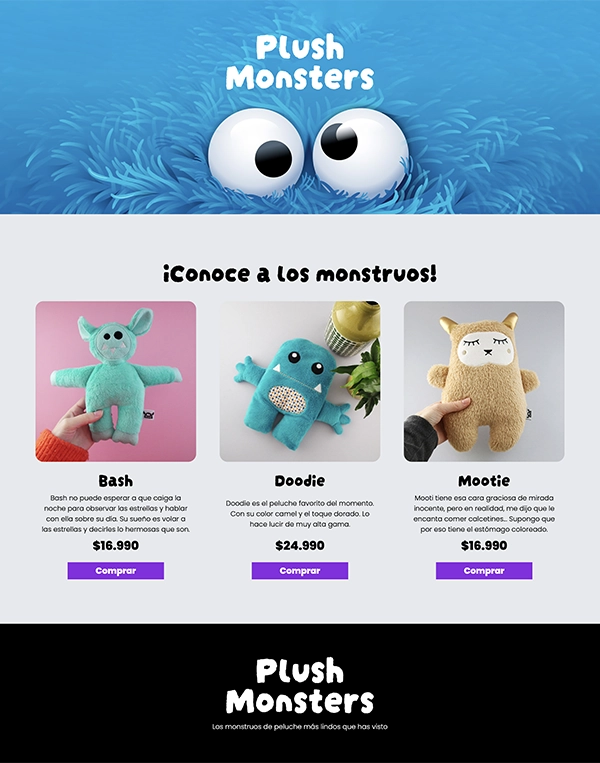 Plush
Monsters
¡Conoce a los monstruos!
Bash
Bash no puede esperar a que caiga la
noche para observar las estrellas y hablar
con ella sobre su día. Su sueño es volar a
las estrellas y decirles lo hermosas que son.
$16.990
Comprar
Doodie
Doodie es el peluche favorito del momento.
Con su color camel y el toque dorado. Lo
hace lucir de muy alta gama.
$24.990
Comprar
Mootie
Mooti tiene esa cara graciosa de mirada
inocente, pero en realidad, me dijo que le
encanta comer calcetines... Supongo que
por eso tiene el estómago coloreado.
$16.990
Comprar
Plush
Monsters
Los monstruos de peluche más lindos que has visto